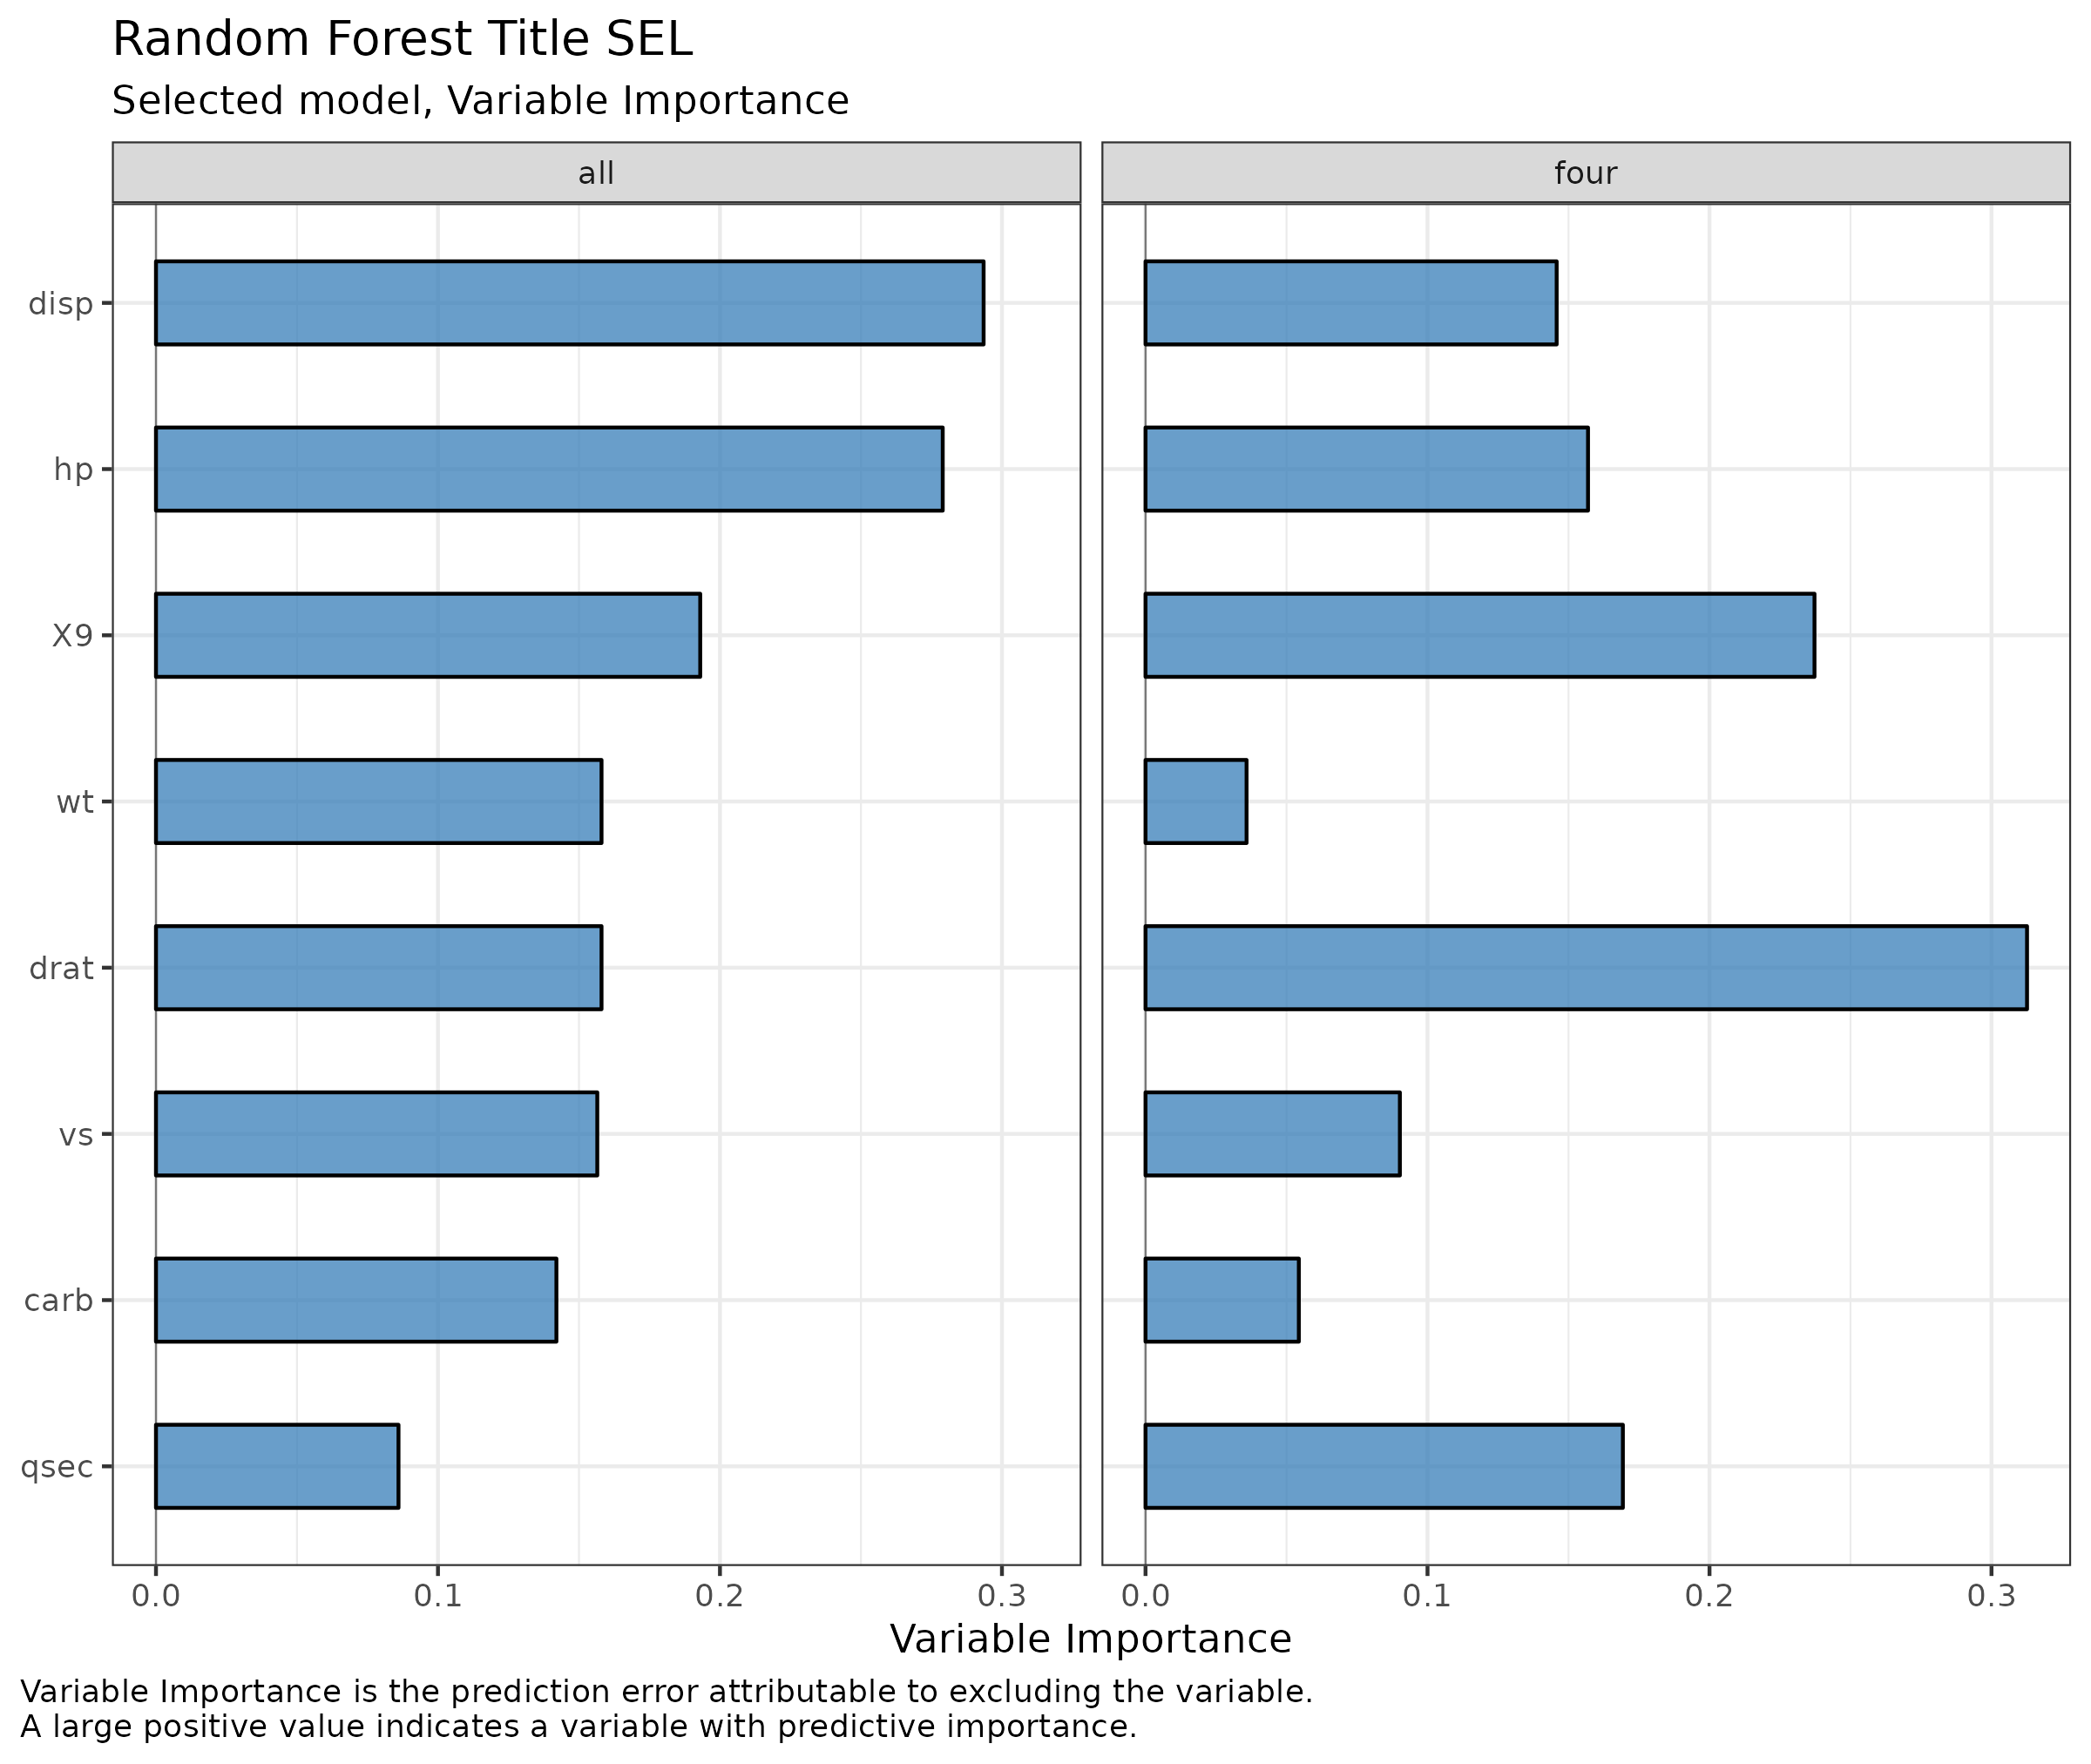 Random Forest Title SEL
Selected model, Variable Importance
all
four
disp
hp
X9
wt
drat
vs
carb
qsec
0.0 0.1 0.2 0.3
0.0 0.1 0.2 0.3
Variable Importance
Variable Importance is the prediction error attributable to excluding the variable.
A large positive value indicates a variable with predictive importance.